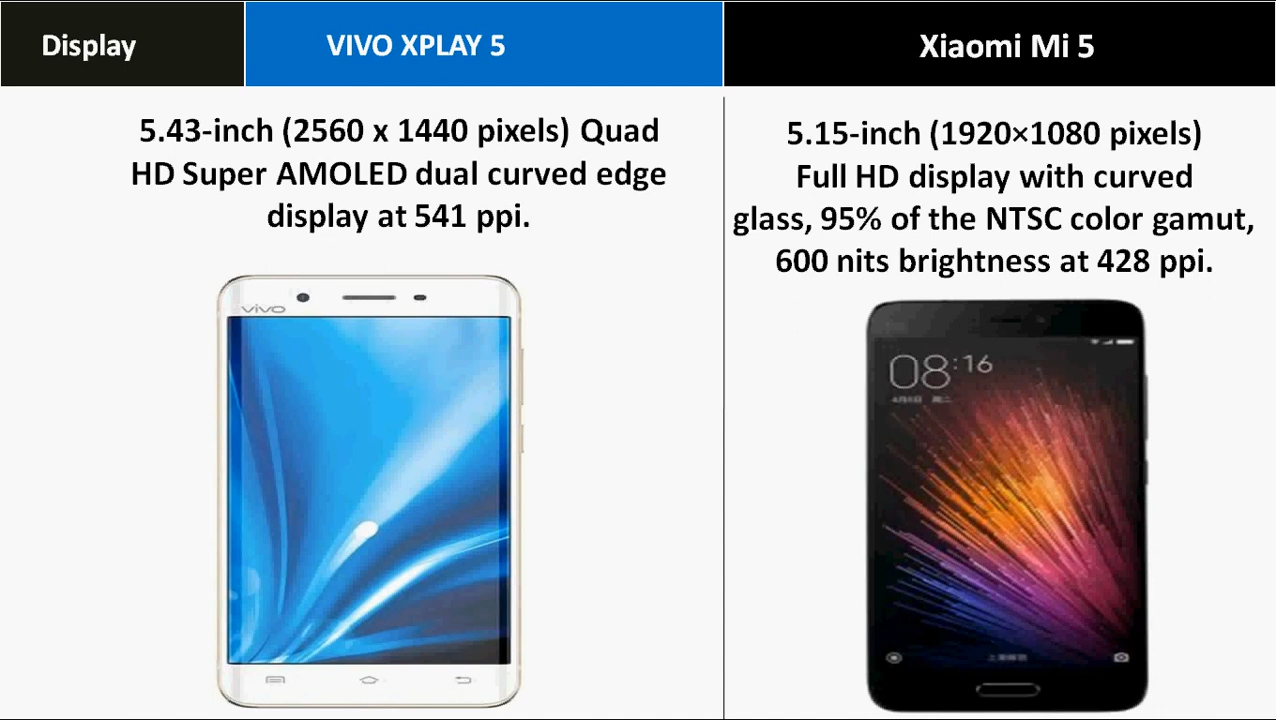 Display
VIVO XPLAY 5
Xiaomi Mi 5
5.43-inch (2560 x 1440 pixels) Quad
HD Super AMOLED dual curved edge
display at 541 ppi.
5.15-inch (1920×1080 pixels)
Full HD display with curved
glass, 95% of the NTSC color gamut,
600 nits brightness at 428 ppi.
vivo
08:16